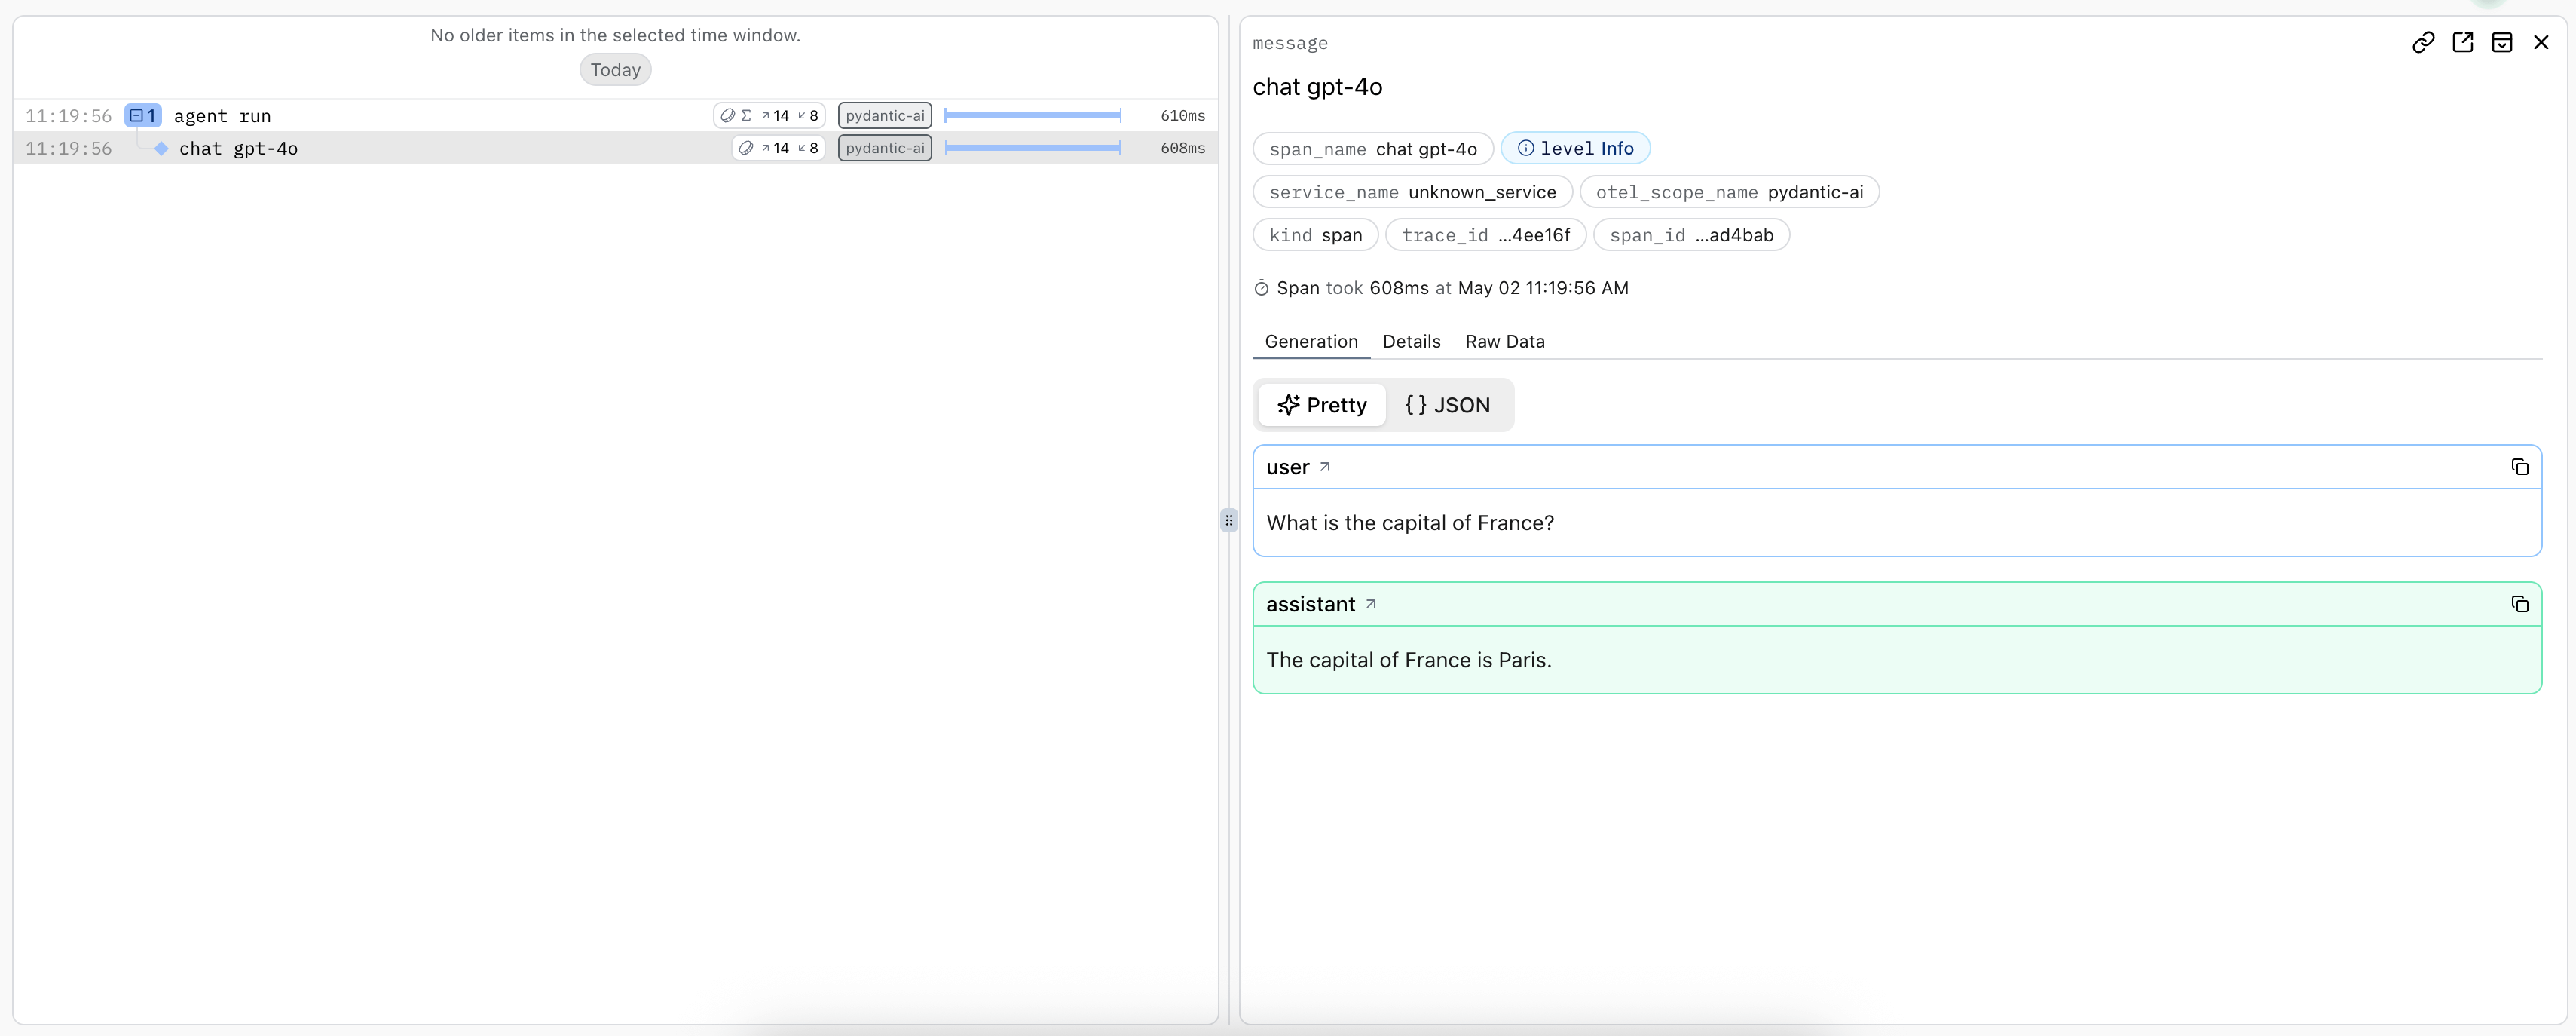 No older items in the selected time window.
Today
11:19:56 1 agent run Σ 14 8 pydantic-ai 610ms
11:19:56 chat gpt-4o 14 8 pydantic-ai 608ms
message
chat gpt-4o
span_name chat gpt-4o level Info
service_name unknown_service otel_scope_name pydantic-ai
kind span trace_id ...4ee16f span_id ...ad4bab
Span took 608ms at May 02 11:19:56 AM
Generation Details Raw Data
Pretty {} JSON
user
What is the capital of France?
assistant
The capital of France is Paris.